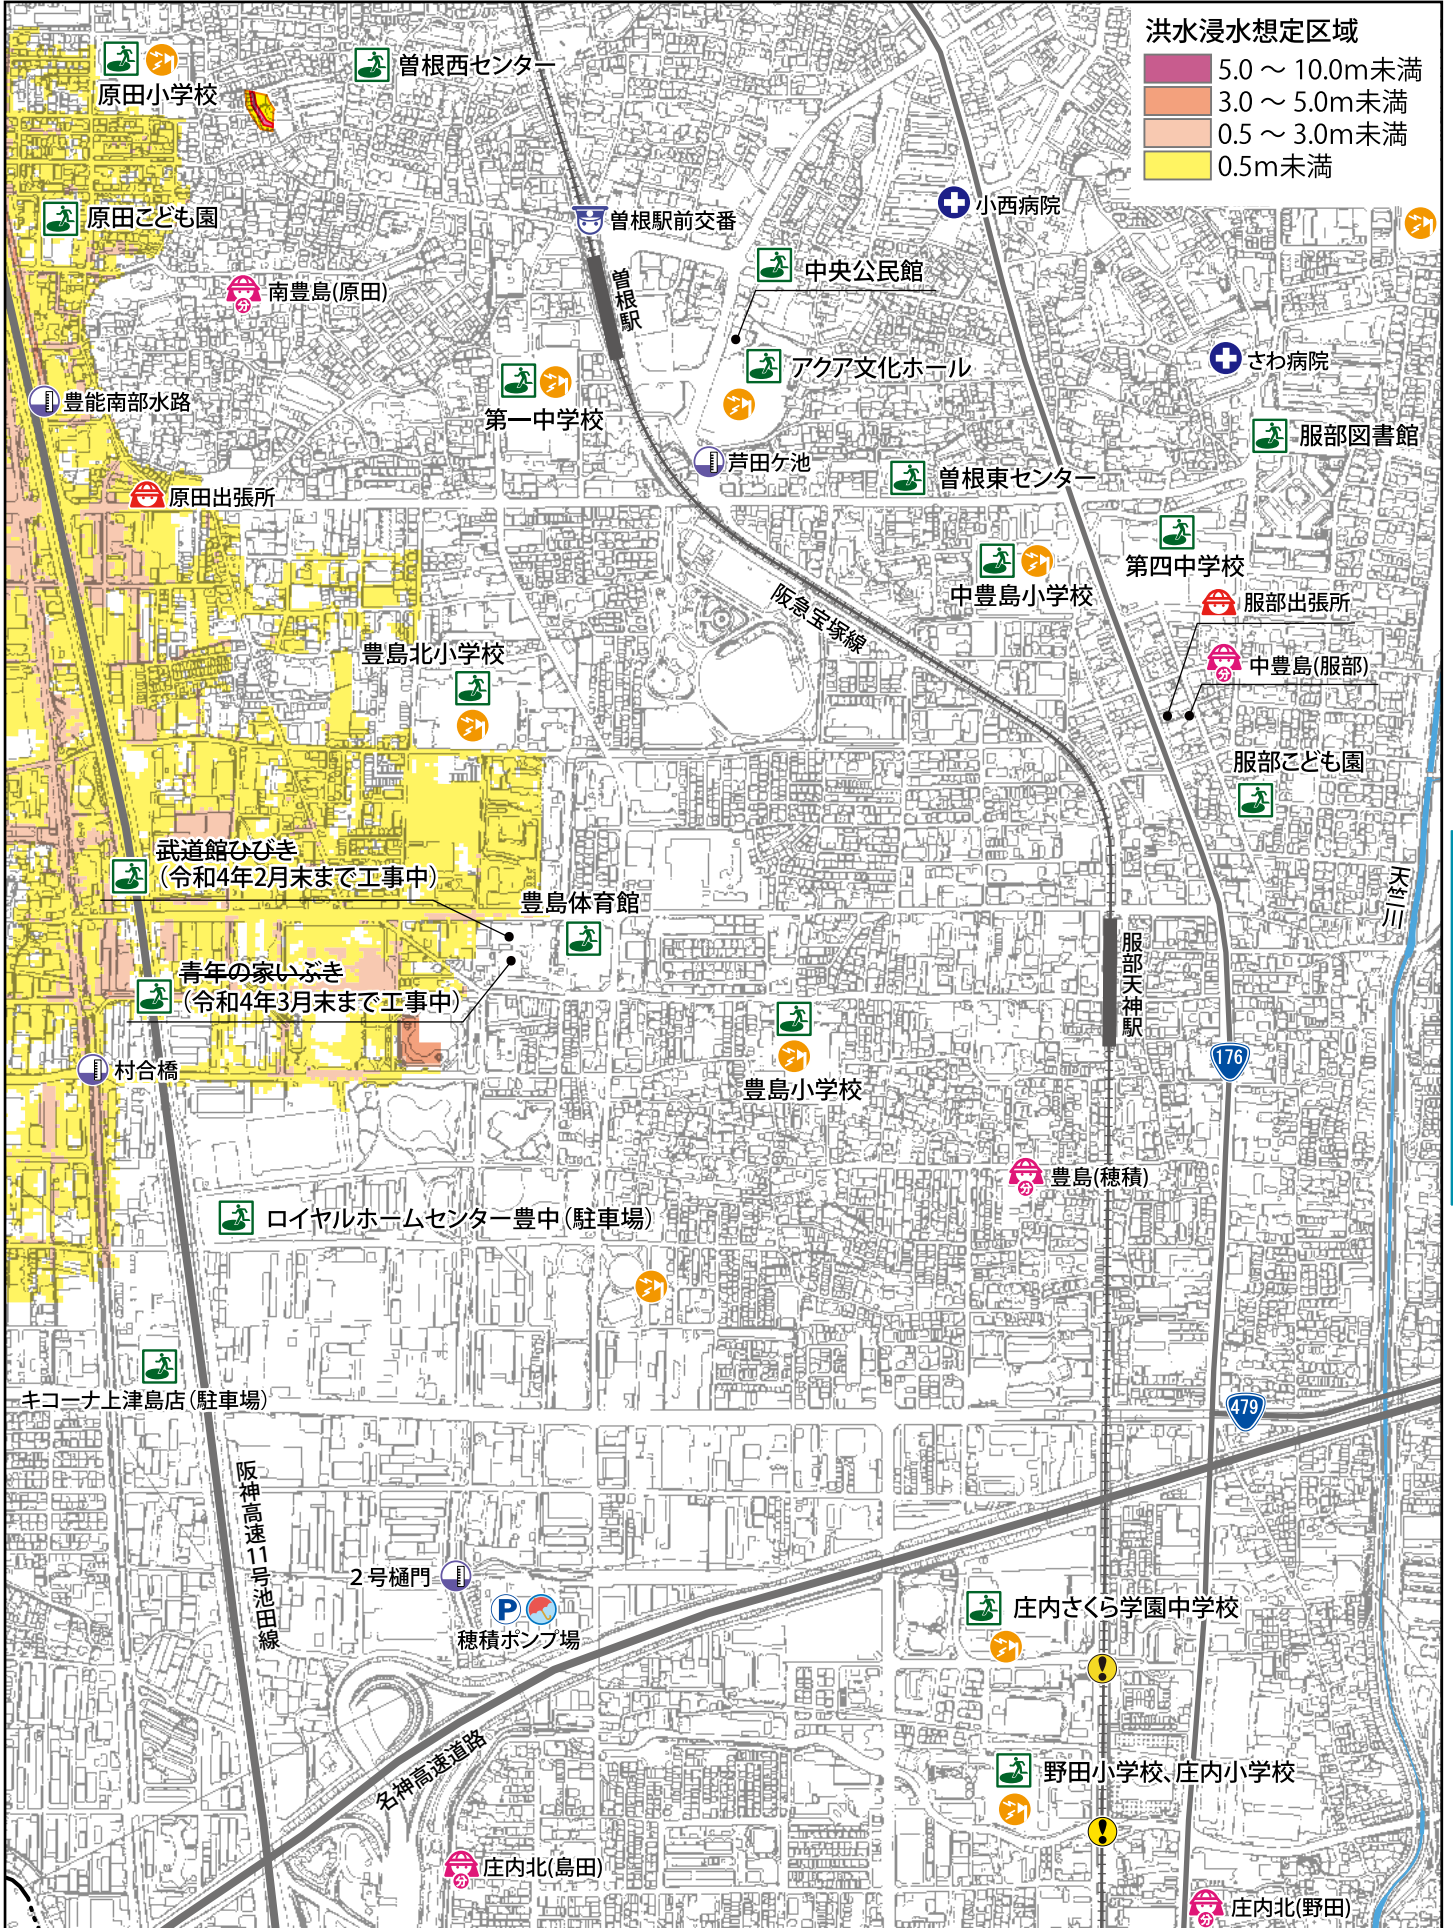 洪水浸水想定区域
5.0 ～ 10.0m未満
3.0 ～ 5.0m未満
0.5 ～ 3.0m未満
0.5m未満
原田小学校
曽根西センター
原田こども園
曽根駅前交番
小西病院
南豊島(原田)
分
曽根駅
中央公民館
アクア文化ホール
さわ病院
豊能南部水路
第一中学校
服部図書館
芦田ケ池
曽根東センター
原田出張所
第四中学校
中豊島小学校
服部出張所
阪急宝塚線
豊島北小学校
中豊島(服部)
分
服部こども園
武道館ひびき
(令和4年2月末まで工事中)
豊島体育館
天竺川
服部天神駅
青年の家いぶき
(令和4年3月末まで工事中)
村合橋
豊島小学校
176
豊島(穂積)
分
ロイヤルホームセンター豊中(駐車場)
キコーナ上津島店(駐車場)
479
阪神高速11号池田線
2号樋門
P
穂積ポンプ場
庄内さくら学園中学校
名神高速道路
野田小学校、庄内小学校
庄内北(島田)
分
庄内北(野田)
分